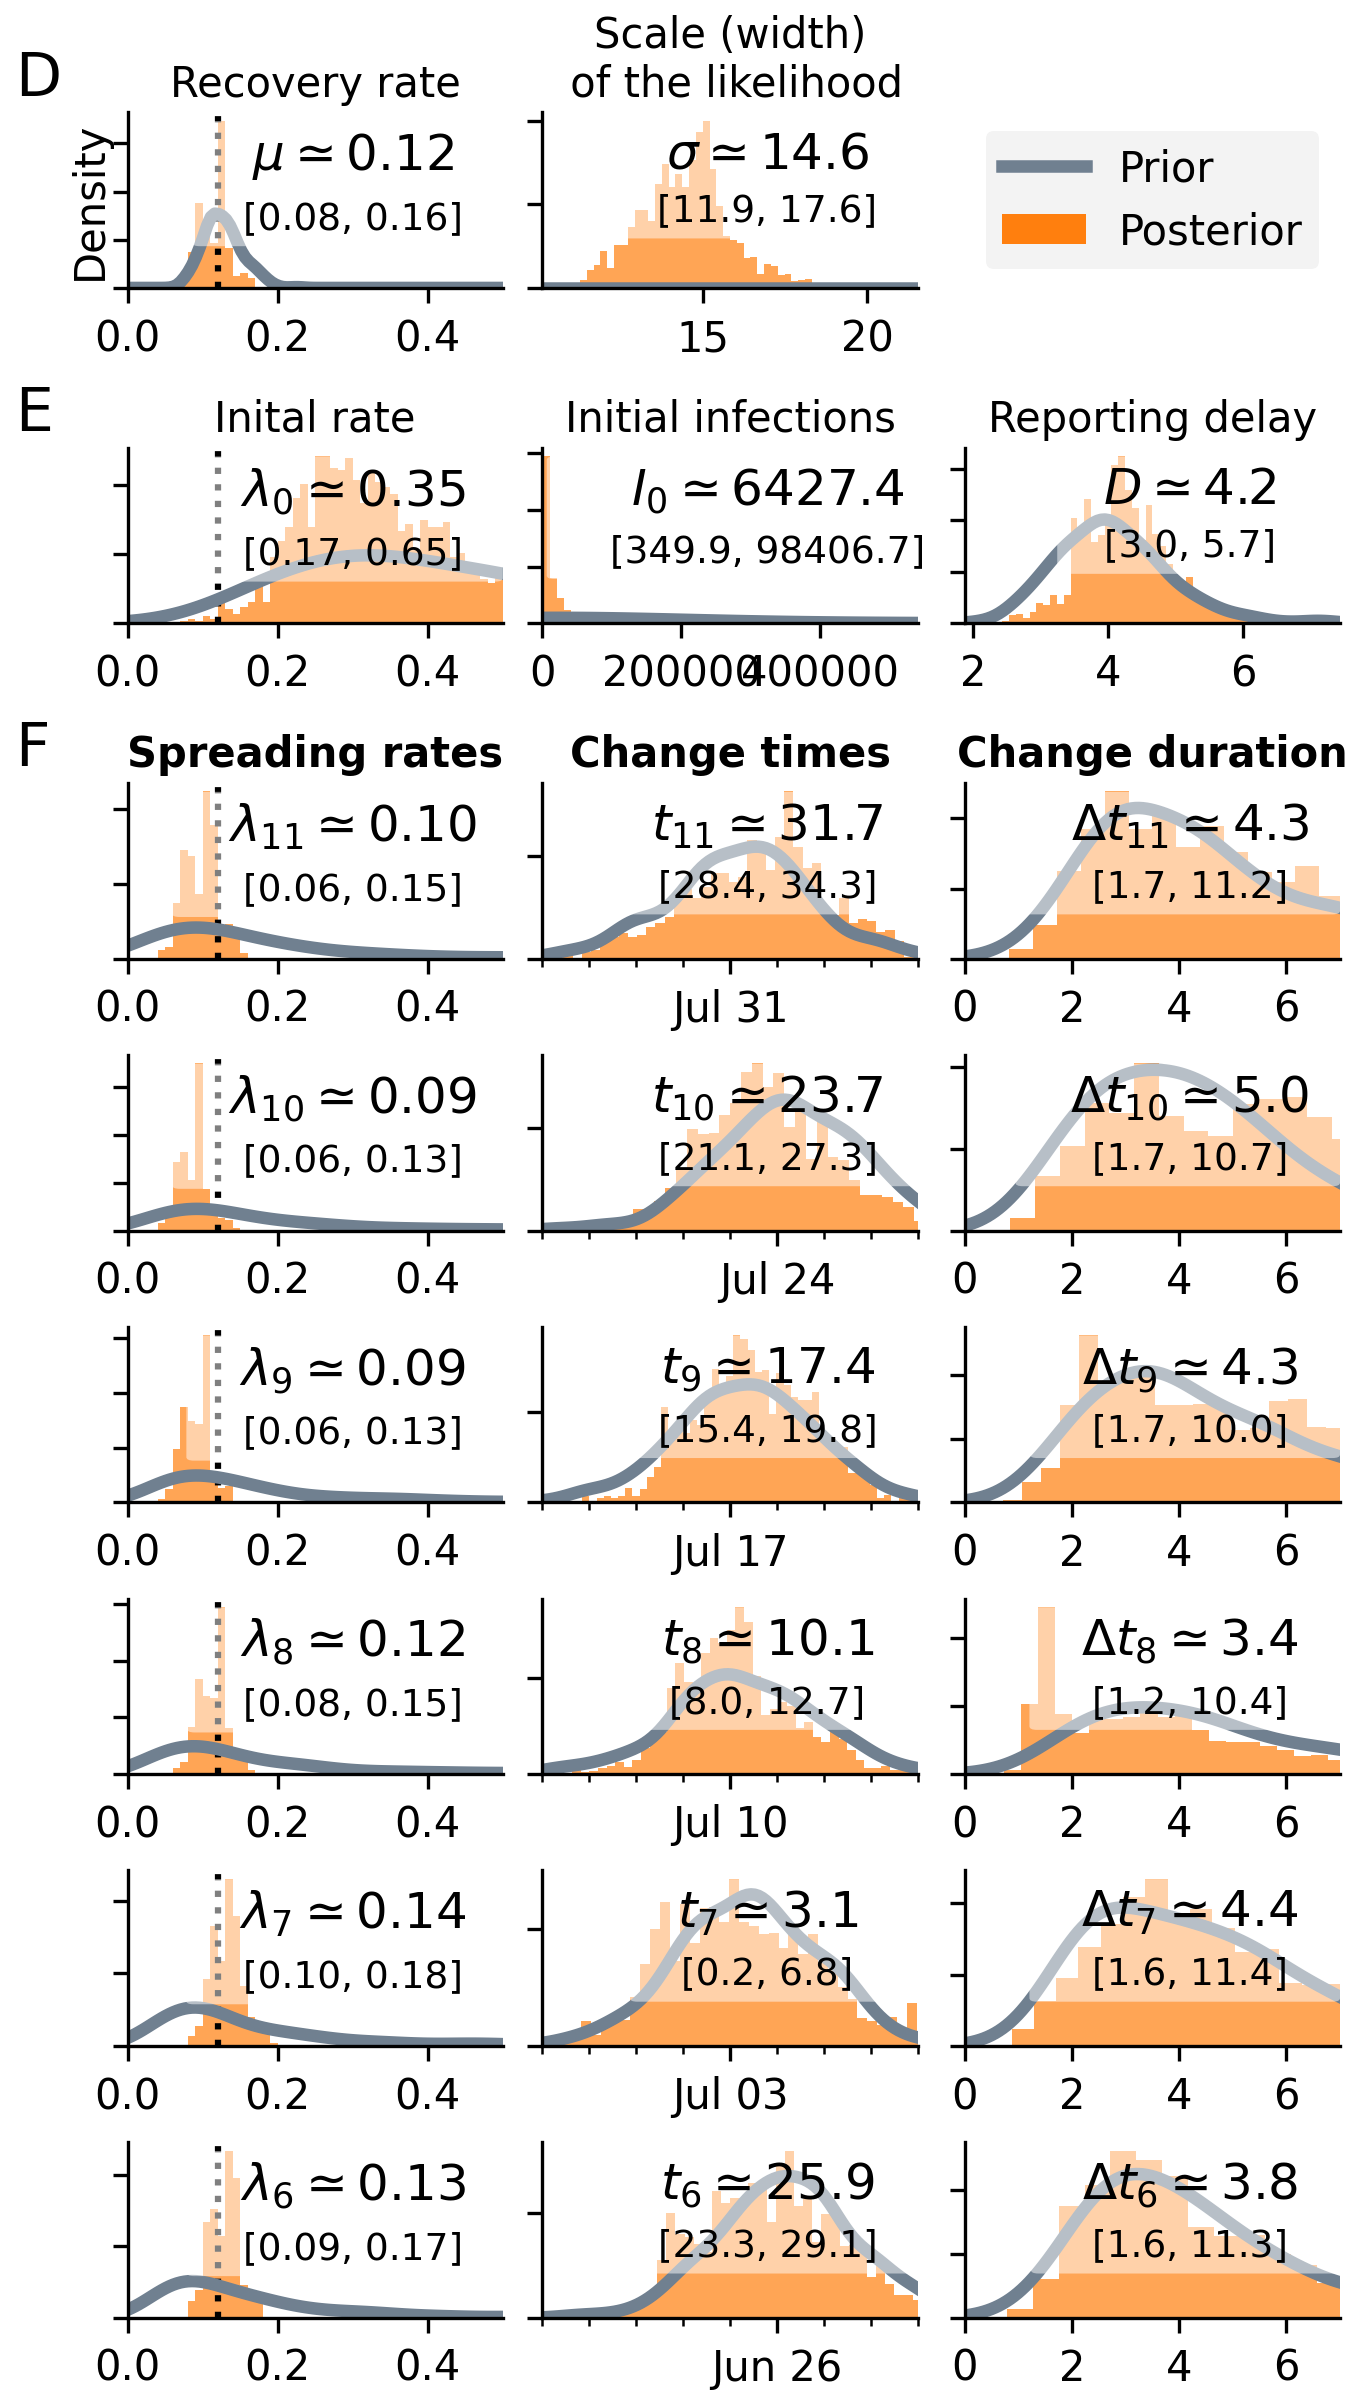 D
Recovery rate
Scale (width)
of the likelihood
Density
μ ≃ 0.12
[0.08, 0.16]
σ ≃ 14.6
[11.9, 17.6]
Prior
Posterior
0.0 0.2 0.4
15 20
E
Inital rate
Initial infections
Reporting delay
λ0 ≃ 0.35
[0.17, 0.65]
I0 ≃ 6427.4
[349.9, 98406.7]
D ≃ 4.2
[3.0, 5.7]
0.0 0.2 0.4
0 200000 400000
2 4 6
F
Spreading rates
Change times
Change duration
λ11 ≃ 0.10
[0.06, 0.15]
t11 ≃ 31.7
[28.4, 34.3]
Δt11 ≃ 4.3
[1.7, 11.2]
0.0 0.2 0.4
Jul 31
0 2 4 6
λ10 ≃ 0.09
[0.06, 0.13]
t10 ≃ 23.7
[21.1, 27.3]
Δt10 ≃ 5.0
[1.7, 10.7]
0.0 0.2 0.4
Jul 24
0 2 4 6
λ9 ≃ 0.09
[0.06, 0.13]
t9 ≃ 17.4
[15.4, 19.8]
Δt9 ≃ 4.3
[1.7, 10.0]
0.0 0.2 0.4
Jul 17
0 2 4 6
λ8 ≃ 0.12
[0.08, 0.15]
t8 ≃ 10.1
[8.0, 12.7]
Δt8 ≃ 3.4
[1.2, 10.4]
0.0 0.2 0.4
Jul 10
0 2 4 6
λ7 ≃ 0.14
[0.10, 0.18]
t7 ≃ 3.1
[0.2, 6.8]
Δt7 ≃ 4.4
[1.6, 11.4]
0.0 0.2 0.4
Jul 03
0 2 4 6
λ6 ≃ 0.13
[0.09, 0.17]
t6 ≃ 25.9
[23.3, 29.1]
Δt6 ≃ 3.8
[1.6, 11.3]
0.0 0.2 0.4
Jun 26
0 2 4 6